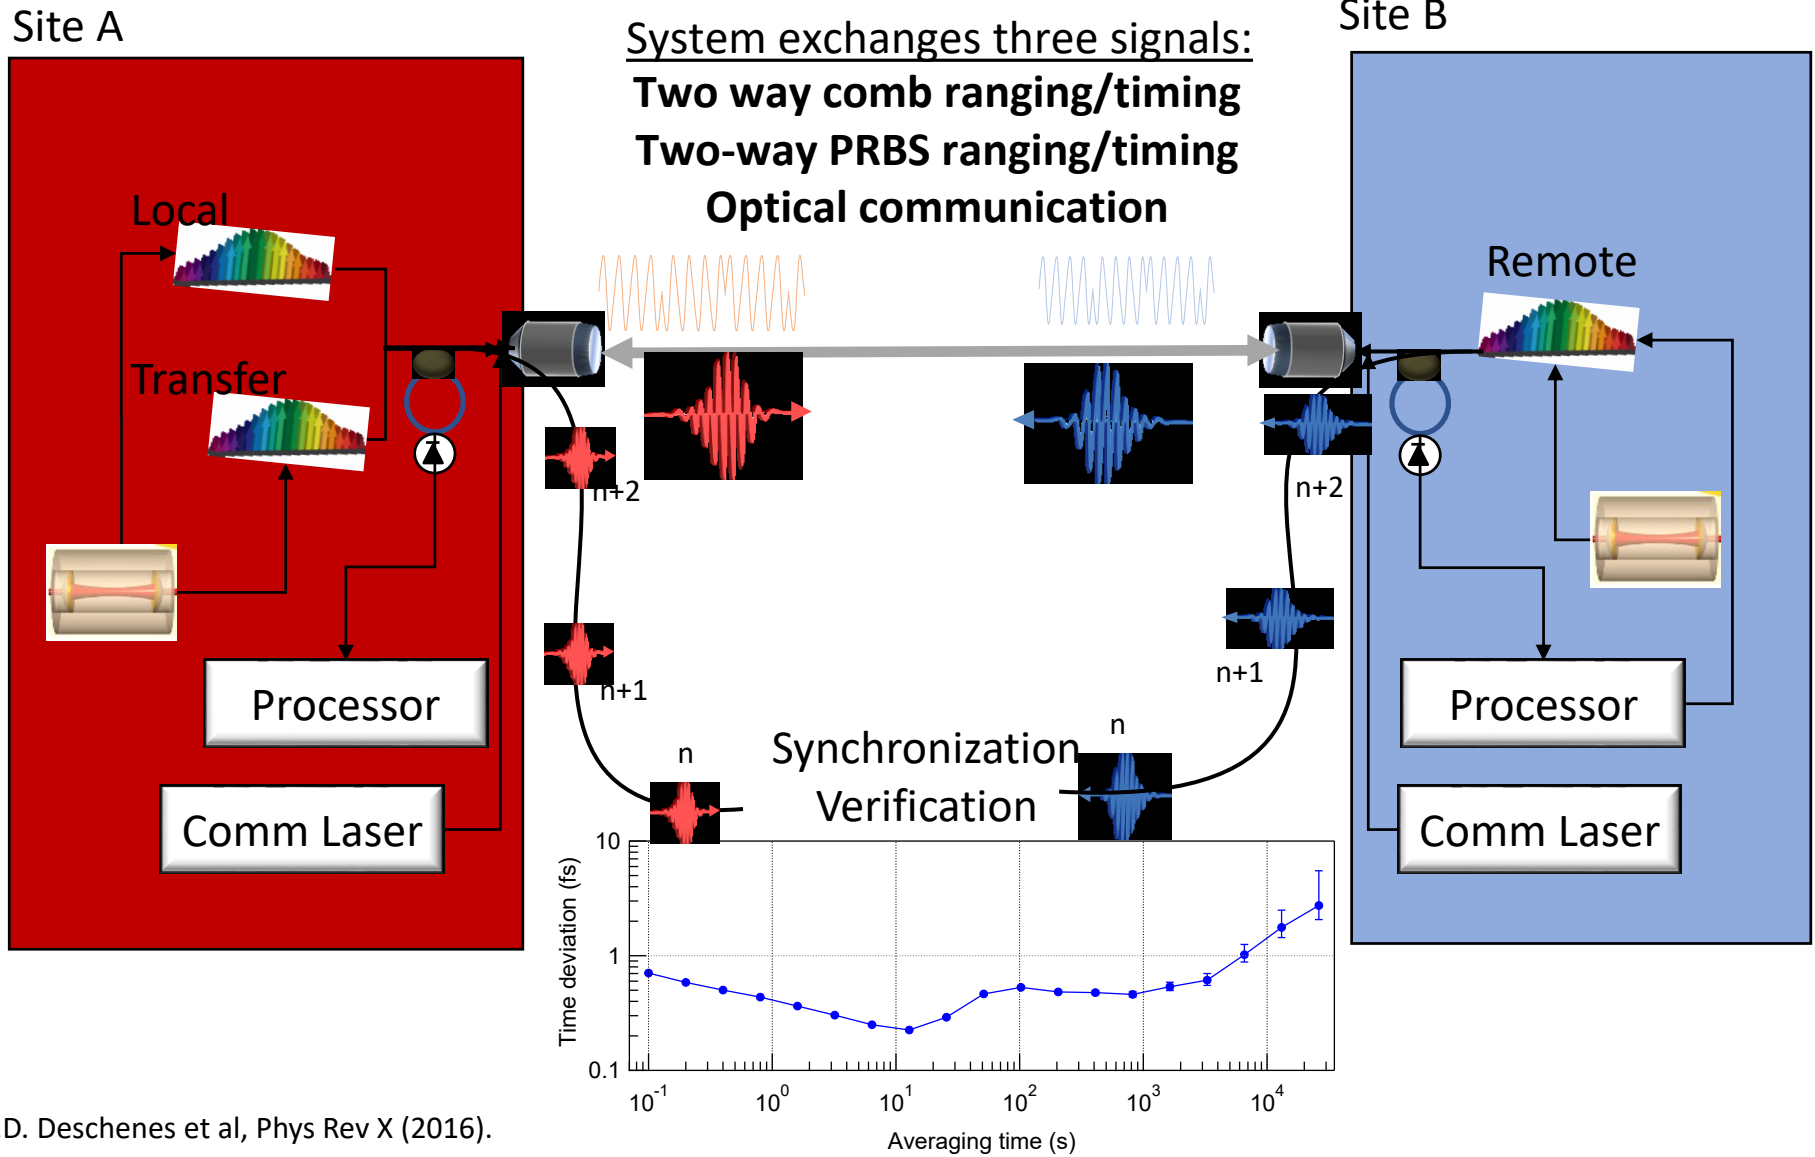 Site A
Site B
System exchanges three signals:
Two way comb ranging/timing
Two-way PRBS ranging/timing
Optical communication
Local
Transfer
Remote
n+2
n+2
n+1
n+1
n
n
Processor
Comm Laser
Processor
Comm Laser
Synchronization
Verification
Time deviation (fs)
10
1
0.1
10⁻¹ 10⁰ 10¹ 10² 10³ 10⁴
Averaging time (s)
.D. Deschenes et al, Phys Rev X (2016).